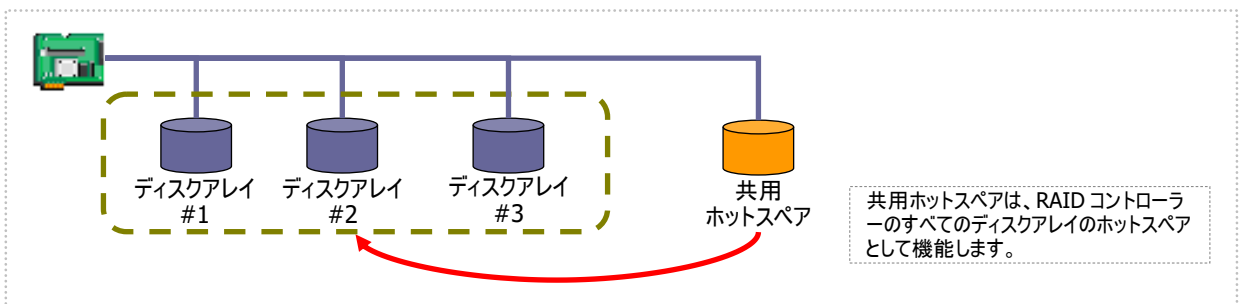 ディスクアレイ
#1
ディスクアレイ
#2
ディスクアレイ
#3
共用
ホットスペア
共用ホットスペアは、RAID コントローラ
ーのすべてのディスクアレイのホットスペア
として機能します。